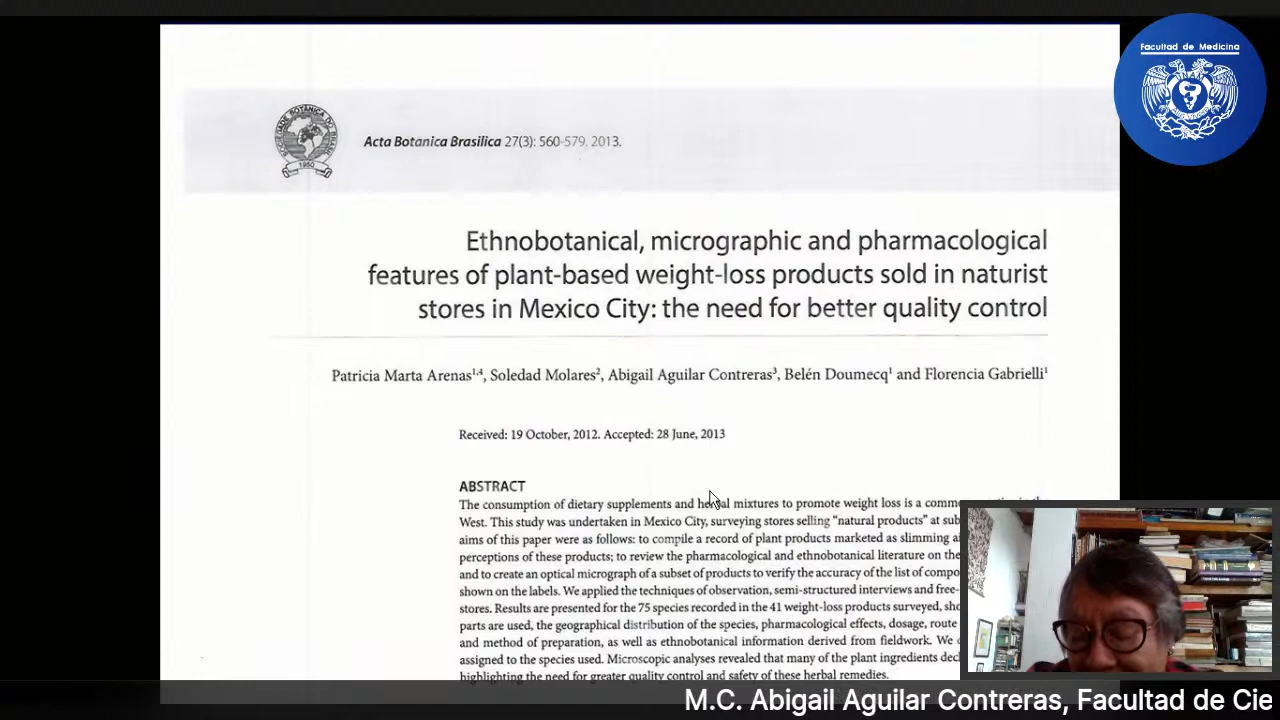 Facultad de Medicina
Acta Botanica Brasilica 27(3): 560-579. 2013.
1950
Ethnobotanical, micrographic and pharmacological
features of plant-based weight-loss products sold in naturist
stores in Mexico City: the need for better quality control
Patricia Marta Arenas1,4, Soledad Molares2, Abigail Aguilar Contreras3, Belén Doumecq1 and Florencia Gabrielli1
Received: 19 October, 2012. Accepted: 28 June, 2013
ABSTRACT
The consumption of dietary supplements and herbal mixtures to promote weight loss is a
West. This study was undertaken in Mexico City, surveying stores selling “natural products” at
aims of this paper were as follows: to compile a record of plant products marketed as slimming
perceptions of these products; to review the pharmacological and ethnobotanical literature on
and to create an optical micrograph of a subset of products to verify the accuracy of the list of
shown on the labels. We applied the techniques of observation, semi-structured interviews and free-
stores. Results are presented for the 75 species recorded in the 41 weight-loss products surveyed,
parts are used, the geographical distribution of the species, pharmacological effects, dosage, route
and method of preparation, as well as ethnobotanical information derived from fieldwork. We
assigned to the species used. Microscopic analyses revealed that many of the plant ingredients
highlighting the need for greater quality control and safety of these herbal remedies.
M.C. Abigail Aguilar Contreras, Facultad de Cie